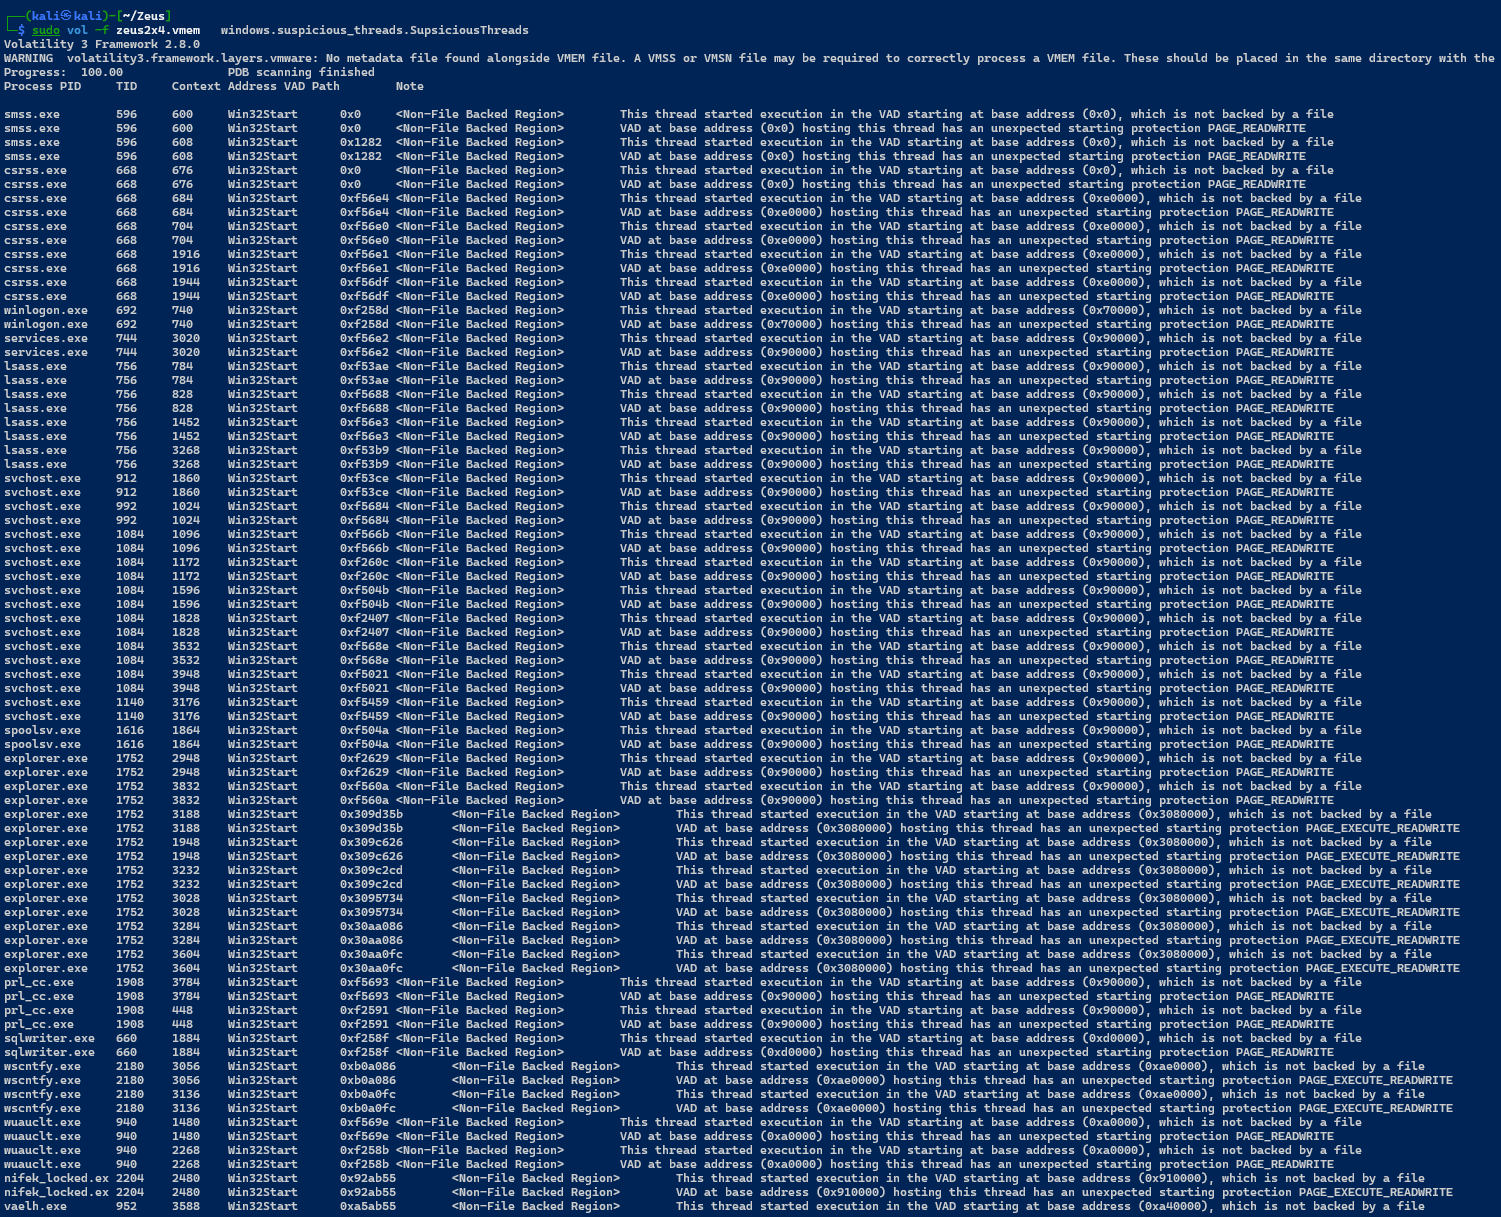 ┌──(kali㉿kali)-[~/Zeus]
└─$ sudo vol -f zeus2x4.vmem   windows.suspicious_threads.SupsiciousThreads
Volatility 3 Framework 2.8.0
WARNING  volatility3.framework.layers.vmware: No metadata file found alongside VMEM file. A VMSS or VMSN file may be required to correctly process a VMEM file. These should be placed in the same directory with the
Progress:  100.00               PDB scanning finished
Process PID     TID     Context Address VAD Path        Note
smss.exe        596     600     Win32Start      0x0     <Non-File Backed Region>        This thread started execution in the VAD starting at base address (0x0), which is not backed by a file
smss.exe        596     600     Win32Start      0x0     <Non-File Backed Region>        VAD at base address (0x0) hosting this thread has an unexpected starting protection PAGE_READWRITE
smss.exe        596     608     Win32Start      0x1282  <Non-File Backed Region>        This thread started execution in the VAD starting at base address (0x0), which is not backed by a file
smss.exe        596     608     Win32Start      0x1282  <Non-File Backed Region>        VAD at base address (0x0) hosting this thread has an unexpected starting protection PAGE_READWRITE
csrss.exe       668     676     Win32Start      0x0     <Non-File Backed Region>        This thread started execution in the VAD starting at base address (0x0), which is not backed by a file
csrss.exe       668     676     Win32Start      0x0     <Non-File Backed Region>        VAD at base address (0x0) hosting this thread has an unexpected starting protection PAGE_READWRITE
csrss.exe       668     684     Win32Start      0xf56e4 <Non-File Backed Region>        This thread started execution in the VAD starting at base address (0xe0000), which is not backed by a file
csrss.exe       668     684     Win32Start      0xf56e4 <Non-File Backed Region>        VAD at base address (0xe0000) hosting this thread has an unexpected starting protection PAGE_READWRITE
csrss.exe       668     704     Win32Start      0xf56e0 <Non-File Backed Region>        This thread started execution in the VAD starting at base address (0xe0000), which is not backed by a file
csrss.exe       668     704     Win32Start      0xf56e0 <Non-File Backed Region>        VAD at base address (0xe0000) hosting this thread has an unexpected starting protection PAGE_READWRITE
csrss.exe       668     1916    Win32Start      0xf56e1 <Non-File Backed Region>        This thread started execution in the VAD starting at base address (0xe0000), which is not backed by a file
csrss.exe       668     1916    Win32Start      0xf56e1 <Non-File Backed Region>        VAD at base address (0xe0000) hosting this thread has an unexpected starting protection PAGE_READWRITE
csrss.exe       668     1944    Win32Start      0xf56df <Non-File Backed Region>        This thread started execution in the VAD starting at base address (0xe0000), which is not backed by a file
csrss.exe       668     1944    Win32Start      0xf56df <Non-File Backed Region>        VAD at base address (0xe0000) hosting this thread has an unexpected starting protection PAGE_READWRITE
winlogon.exe    692     740     Win32Start      0xf258d <Non-File Backed Region>        This thread started execution in the VAD starting at base address (0x70000), which is not backed by a file
winlogon.exe    692     740     Win32Start      0xf258d <Non-File Backed Region>        VAD at base address (0x70000) hosting this thread has an unexpected starting protection PAGE_READWRITE
services.exe    744     3020    Win32Start      0xf56e2 <Non-File Backed Region>        This thread started execution in the VAD starting at base address (0x90000), which is not backed by a file
services.exe    744     3020    Win32Start      0xf56e2 <Non-File Backed Region>        VAD at base address (0x90000) hosting this thread has an unexpected starting protection PAGE_READWRITE
lsass.exe       756     784     Win32Start      0xf53ae <Non-File Backed Region>        This thread started execution in the VAD starting at base address (0x90000), which is not backed by a file
lsass.exe       756     784     Win32Start      0xf53ae <Non-File Backed Region>        VAD at base address (0x90000) hosting this thread has an unexpected starting protection PAGE_READWRITE
lsass.exe       756     828     Win32Start      0xf5688 <Non-File Backed Region>        This thread started execution in the VAD starting at base address (0x90000), which is not backed by a file
lsass.exe       756     828     Win32Start      0xf5688 <Non-File Backed Region>        VAD at base address (0x90000) hosting this thread has an unexpected starting protection PAGE_READWRITE
lsass.exe       756     1452    Win32Start      0xf56e3 <Non-File Backed Region>        This thread started execution in the VAD starting at base address (0x90000), which is not backed by a file
lsass.exe       756     1452    Win32Start      0xf56e3 <Non-File Backed Region>        VAD at base address (0x90000) hosting this thread has an unexpected starting protection PAGE_READWRITE
lsass.exe       756     3268    Win32Start      0xf53b9 <Non-File Backed Region>        This thread started execution in the VAD starting at base address (0x90000), which is not backed by a file
lsass.exe       756     3268    Win32Start      0xf53b9 <Non-File Backed Region>        VAD at base address (0x90000) hosting this thread has an unexpected starting protection PAGE_READWRITE
svchost.exe     912     1860    Win32Start      0xf53ce <Non-File Backed Region>        This thread started execution in the VAD starting at base address (0x90000), which is not backed by a file
svchost.exe     912     1860    Win32Start      0xf53ce <Non-File Backed Region>        VAD at base address (0x90000) hosting this thread has an unexpected starting protection PAGE_READWRITE
svchost.exe     992     1024    Win32Start      0xf5684 <Non-File Backed Region>        This thread started execution in the VAD starting at base address (0x90000), which is not backed by a file
svchost.exe     992     1024    Win32Start      0xf5684 <Non-File Backed Region>        VAD at base address (0x90000) hosting this thread has an unexpected starting protection PAGE_READWRITE
svchost.exe     1084    1096    Win32Start      0xf566b <Non-File Backed Region>        This thread started execution in the VAD starting at base address (0x90000), which is not backed by a file
svchost.exe     1084    1096    Win32Start      0xf566b <Non-File Backed Region>        VAD at base address (0x90000) hosting this thread has an unexpected starting protection PAGE_READWRITE
svchost.exe     1084    1172    Win32Start      0xf260c <Non-File Backed Region>        This thread started execution in the VAD starting at base address (0x90000), which is not backed by a file
svchost.exe     1084    1172    Win32Start      0xf260c <Non-File Backed Region>        VAD at base address (0x90000) hosting this thread has an unexpected starting protection PAGE_READWRITE
svchost.exe     1084    1596    Win32Start      0xf504b <Non-File Backed Region>        This thread started execution in the VAD starting at base address (0x90000), which is not backed by a file
svchost.exe     1084    1596    Win32Start      0xf504b <Non-File Backed Region>        VAD at base address (0x90000) hosting this thread has an unexpected starting protection PAGE_READWRITE
svchost.exe     1084    1828    Win32Start      0xf2407 <Non-File Backed Region>        This thread started execution in the VAD starting at base address (0x90000), which is not backed by a file
svchost.exe     1084    1828    Win32Start      0xf2407 <Non-File Backed Region>        VAD at base address (0x90000) hosting this thread has an unexpected starting protection PAGE_READWRITE
svchost.exe     1084    3532    Win32Start      0xf568e <Non-File Backed Region>        This thread started execution in the VAD starting at base address (0x90000), which is not backed by a file
svchost.exe     1084    3532    Win32Start      0xf568e <Non-File Backed Region>        VAD at base address (0x90000) hosting this thread has an unexpected starting protection PAGE_READWRITE
svchost.exe     1084    3948    Win32Start      0xf5021 <Non-File Backed Region>        This thread started execution in the VAD starting at base address (0x90000), which is not backed by a file
svchost.exe     1084    3948    Win32Start      0xf5021 <Non-File Backed Region>        VAD at base address (0x90000) hosting this thread has an unexpected starting protection PAGE_READWRITE
svchost.exe     1140    3176    Win32Start      0xf5459 <Non-File Backed Region>        This thread started execution in the VAD starting at base address (0x90000), which is not backed by a file
svchost.exe     1140    3176    Win32Start      0xf5459 <Non-File Backed Region>        VAD at base address (0x90000) hosting this thread has an unexpected starting protection PAGE_READWRITE
spoolsv.exe     1616    1864    Win32Start      0xf504a <Non-File Backed Region>        This thread started execution in the VAD starting at base address (0x90000), which is not backed by a file
spoolsv.exe     1616    1864    Win32Start      0xf504a <Non-File Backed Region>        VAD at base address (0x90000) hosting this thread has an unexpected starting protection PAGE_READWRITE
explorer.exe    1752    2948    Win32Start      0xf2629 <Non-File Backed Region>        This thread started execution in the VAD starting at base address (0x90000), which is not backed by a file
explorer.exe    1752    2948    Win32Start      0xf2629 <Non-File Backed Region>        VAD at base address (0x90000) hosting this thread has an unexpected starting protection PAGE_READWRITE
explorer.exe    1752    3832    Win32Start      0xf560a <Non-File Backed Region>        This thread started execution in the VAD starting at base address (0x90000), which is not backed by a file
explorer.exe    1752    3832    Win32Start      0xf560a <Non-File Backed Region>        VAD at base address (0x90000) hosting this thread has an unexpected starting protection PAGE_READWRITE
explorer.exe    1752    3188    Win32Start      0x309d35b       <Non-File Backed Region>        This thread started execution in the VAD starting at base address (0x3080000), which is not backed by a file
explorer.exe    1752    3188    Win32Start      0x309d35b       <Non-File Backed Region>        VAD at base address (0x3080000) hosting this thread has an unexpected starting protection PAGE_EXECUTE_READWRITE
explorer.exe    1752    1948    Win32Start      0x309c626       <Non-File Backed Region>        This thread started execution in the VAD starting at base address (0x3080000), which is not backed by a file
explorer.exe    1752    1948    Win32Start      0x309c626       <Non-File Backed Region>        VAD at base address (0x3080000) hosting this thread has an unexpected starting protection PAGE_EXECUTE_READWRITE
explorer.exe    1752    3232    Win32Start      0x309c2cd       <Non-File Backed Region>        This thread started execution in the VAD starting at base address (0x3080000), which is not backed by a file
explorer.exe    1752    3232    Win32Start      0x309c2cd       <Non-File Backed Region>        VAD at base address (0x3080000) hosting this thread has an unexpected starting protection PAGE_EXECUTE_READWRITE
explorer.exe    1752    3028    Win32Start      0x3095734       <Non-File Backed Region>        This thread started execution in the VAD starting at base address (0x3080000), which is not backed by a file
explorer.exe    1752    3028    Win32Start      0x3095734       <Non-File Backed Region>        VAD at base address (0x3080000) hosting this thread has an unexpected starting protection PAGE_EXECUTE_READWRITE
explorer.exe    1752    3284    Win32Start      0x30aa086       <Non-File Backed Region>        This thread started execution in the VAD starting at base address (0x3080000), which is not backed by a file
explorer.exe    1752    3284    Win32Start      0x30aa086       <Non-File Backed Region>        VAD at base address (0x3080000) hosting this thread has an unexpected starting protection PAGE_EXECUTE_READWRITE
explorer.exe    1752    3604    Win32Start      0x30aa0fc       <Non-File Backed Region>        This thread started execution in the VAD starting at base address (0x3080000), which is not backed by a file
explorer.exe    1752    3604    Win32Start      0x30aa0fc       <Non-File Backed Region>        VAD at base address (0x3080000) hosting this thread has an unexpected starting protection PAGE_EXECUTE_READWRITE
prl_cc.exe      1908    3784    Win32Start      0xf5693 <Non-File Backed Region>        This thread started execution in the VAD starting at base address (0x90000), which is not backed by a file
prl_cc.exe      1908    3784    Win32Start      0xf5693 <Non-File Backed Region>        VAD at base address (0x90000) hosting this thread has an unexpected starting protection PAGE_READWRITE
prl_cc.exe      1908    448     Win32Start      0xf2591 <Non-File Backed Region>        This thread started execution in the VAD starting at base address (0x90000), which is not backed by a file
prl_cc.exe      1908    448     Win32Start      0xf2591 <Non-File Backed Region>        VAD at base address (0x90000) hosting this thread has an unexpected starting protection PAGE_READWRITE
sqlwriter.exe   660     1884    Win32Start      0xf258f <Non-File Backed Region>        This thread started execution in the VAD starting at base address (0xd0000), which is not backed by a file
sqlwriter.exe   660     1884    Win32Start      0xf258f <Non-File Backed Region>        VAD at base address (0xd0000) hosting this thread has an unexpected starting protection PAGE_READWRITE
wscntfy.exe     2180    3056    Win32Start      0xb0a086        <Non-File Backed Region>        This thread started execution in the VAD starting at base address (0xae0000), which is not backed by a file
wscntfy.exe     2180    3056    Win32Start      0xb0a086        <Non-File Backed Region>        VAD at base address (0xae0000) hosting this thread has an unexpected starting protection PAGE_EXECUTE_READWRITE
wscntfy.exe     2180    3136    Win32Start      0xb0a0fc        <Non-File Backed Region>        This thread started execution in the VAD starting at base address (0xae0000), which is not backed by a file
wscntfy.exe     2180    3136    Win32Start      0xb0a0fc        <Non-File Backed Region>        VAD at base address (0xae0000) hosting this thread has an unexpected starting protection PAGE_EXECUTE_READWRITE
wuauclt.exe     940     1480    Win32Start      0xf569e <Non-File Backed Region>        This thread started execution in the VAD starting at base address (0xa0000), which is not backed by a file
wuauclt.exe     940     1480    Win32Start      0xf569e <Non-File Backed Region>        VAD at base address (0xa0000) hosting this thread has an unexpected starting protection PAGE_READWRITE
wuauclt.exe     940     2268    Win32Start      0xf258b <Non-File Backed Region>        This thread started execution in the VAD starting at base address (0xa0000), which is not backed by a file
wuauclt.exe     940     2268    Win32Start      0xf258b <Non-File Backed Region>        VAD at base address (0xa0000) hosting this thread has an unexpected starting protection PAGE_READWRITE
nifek_locked.ex 2204    2480    Win32Start      0x92ab55        <Non-File Backed Region>        This thread started execution in the VAD starting at base address (0x910000), which is not backed by a file
nifek_locked.ex 2204    2480    Win32Start      0x92ab55        <Non-File Backed Region>        VAD at base address (0x910000) hosting this thread has an unexpected starting protection PAGE_EXECUTE_READWRITE
vaelh.exe       952     3588    Win32Start      0xa5ab55        <Non-File Backed Region>        This thread started execution in the VAD starting at base address (0xa40000), which is not backed by a file